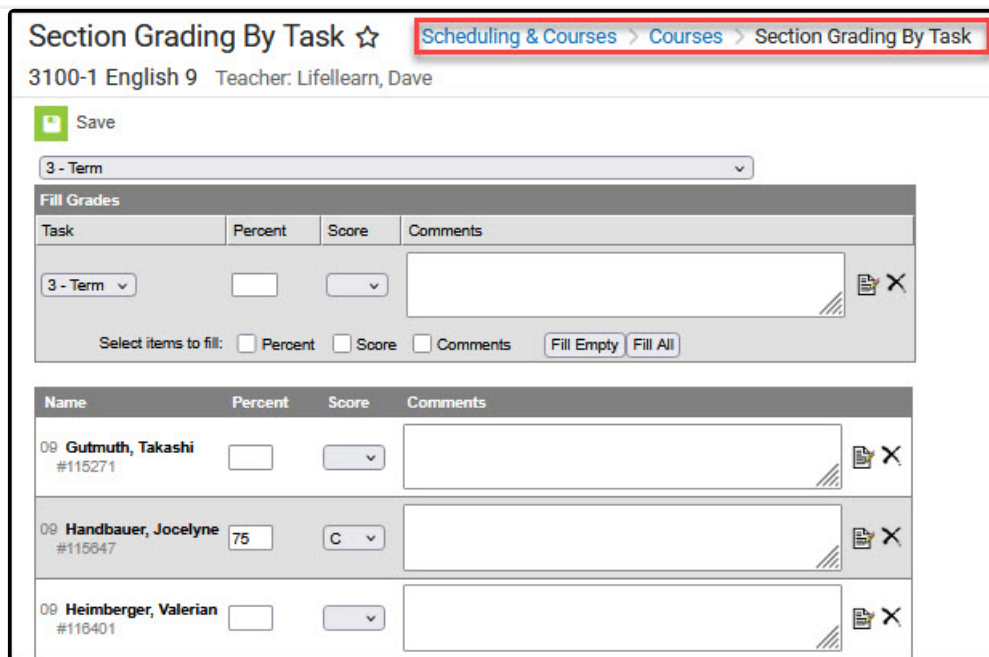 Section Grading By Task ☆ Scheduling & Courses > Courses > Section Grading By Task
3100-1 English 9 Teacher: Lifellearn, Dave
Save
3 - Term
Fill Grades
Task Percent Score Comments
3 - Term
Select items to fill: Percent Score Comments Fill Empty Fill All
Name Percent Score Comments
09 Gutmuth, Takashi
#115271
09 Handbauer, Jocelyne 75 C
#115647
09 Heimberger, Valerian
#116401